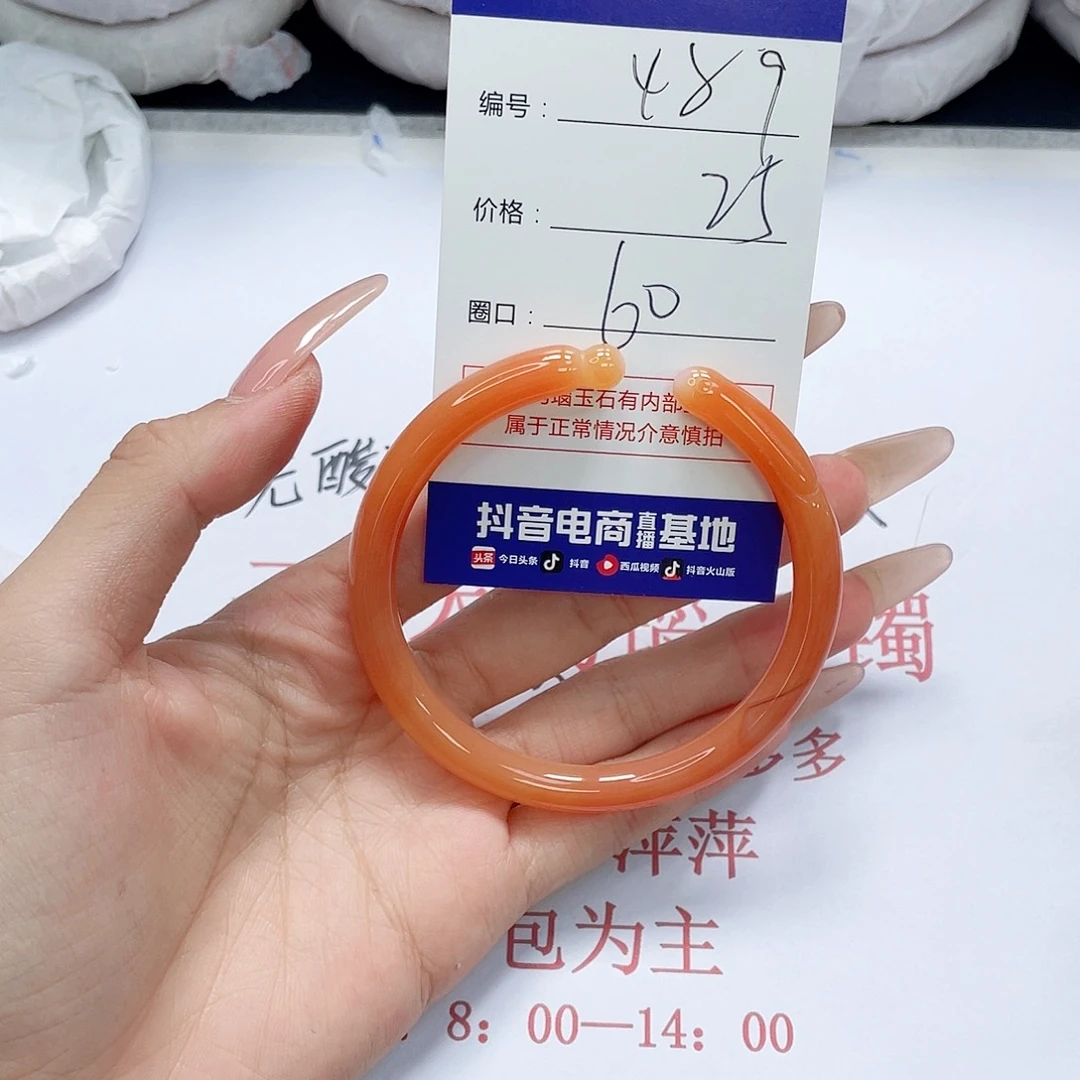 编号： 489
价格： 25
圈口： 60
瑙玉石有内部
属于正常情况介意慎拍
抖音电商直播基地
头条 今日头条 抖音 西瓜视频 抖音火山版
酸
镯
多多
萍萍
包为主
8：00—14：00